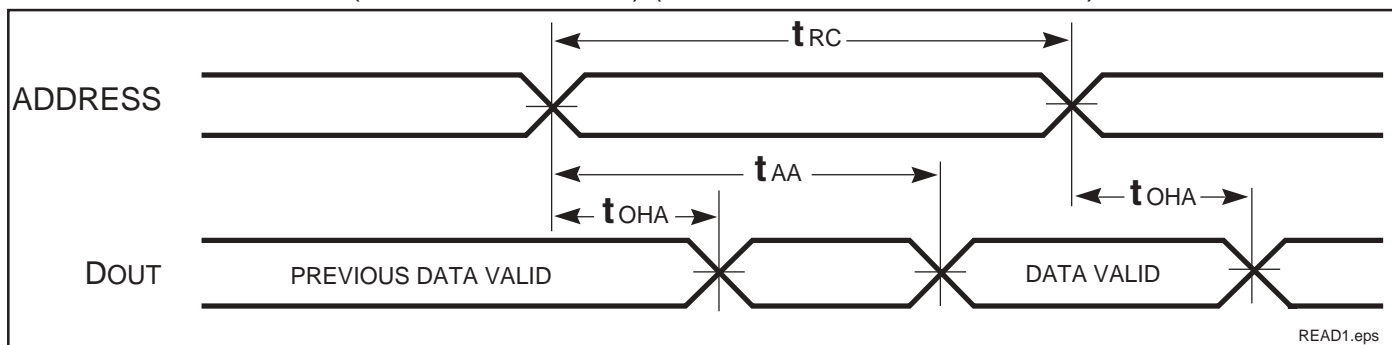 tRC
ADDRESS
tAA
tOHA
tOHA
DOUT
PREVIOUS DATA VALID
DATA VALID
READ1.eps